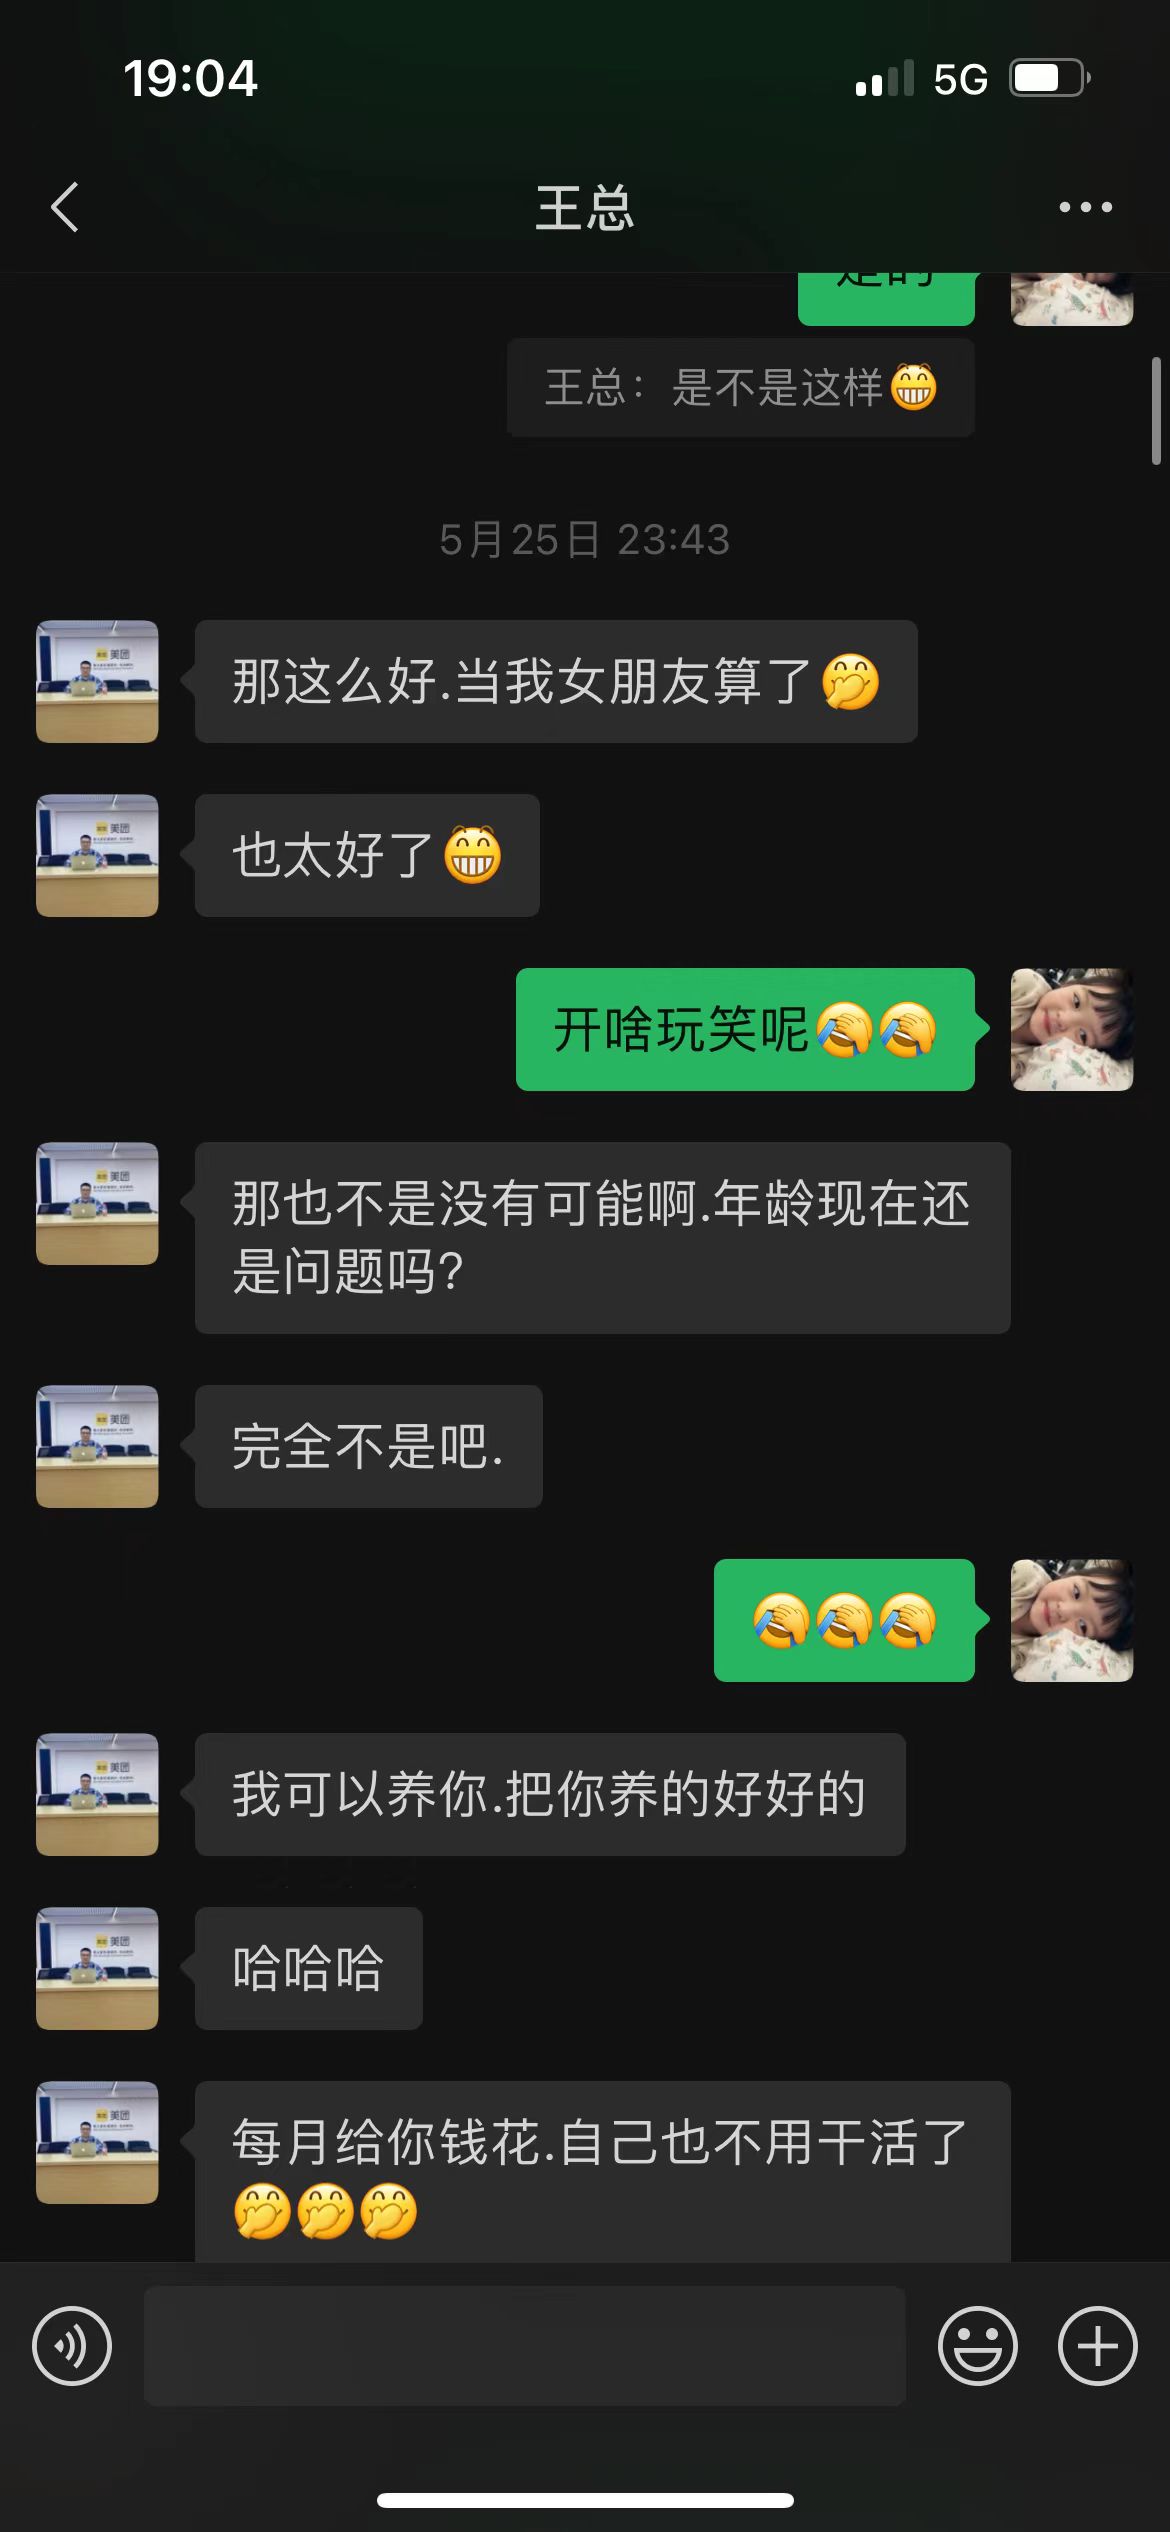 19:04
5G
王总
是的
王总：是不是这样
5月25日 23:43
那这么好.当我女朋友算了
也太好了
开啥玩笑呢
那也不是没有可能啊.年龄现在还
是问题吗?
完全不是吧.
我可以养你.把你养的好好的
哈哈哈
每月给你钱花.自己也不用干活了
美团